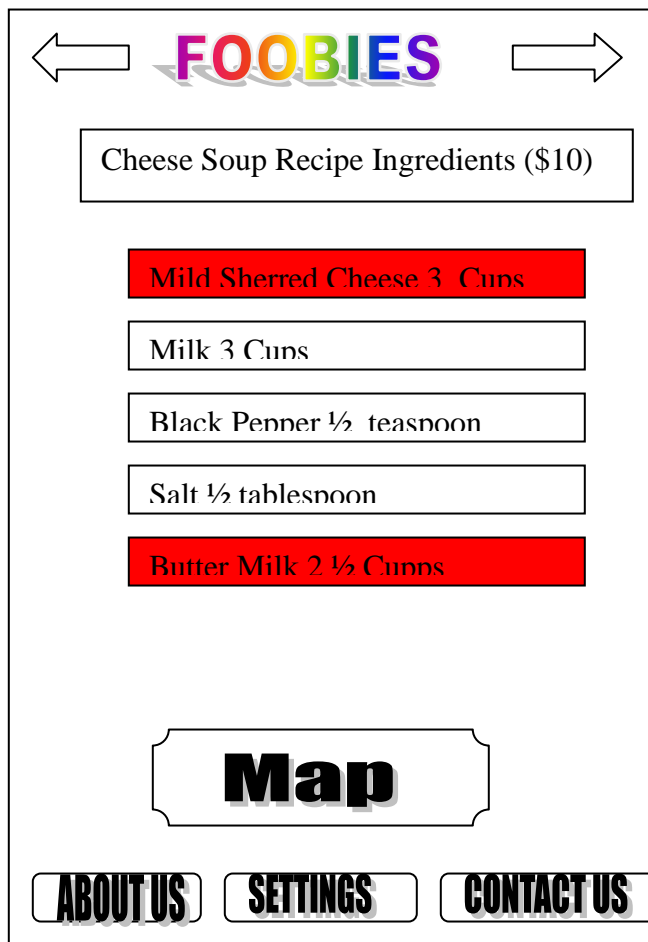 FOOBIES
Cheese Soup Recipe Ingredients ($10)
Mild Sherred Cheese 3 Cups
Milk 3 Cups
Black Pepper ½ teaspoon
Salt ½ tablespoon
Butter Milk 2 ½ Cupps
Map
ABOUT US SETTINGS CONTACT US